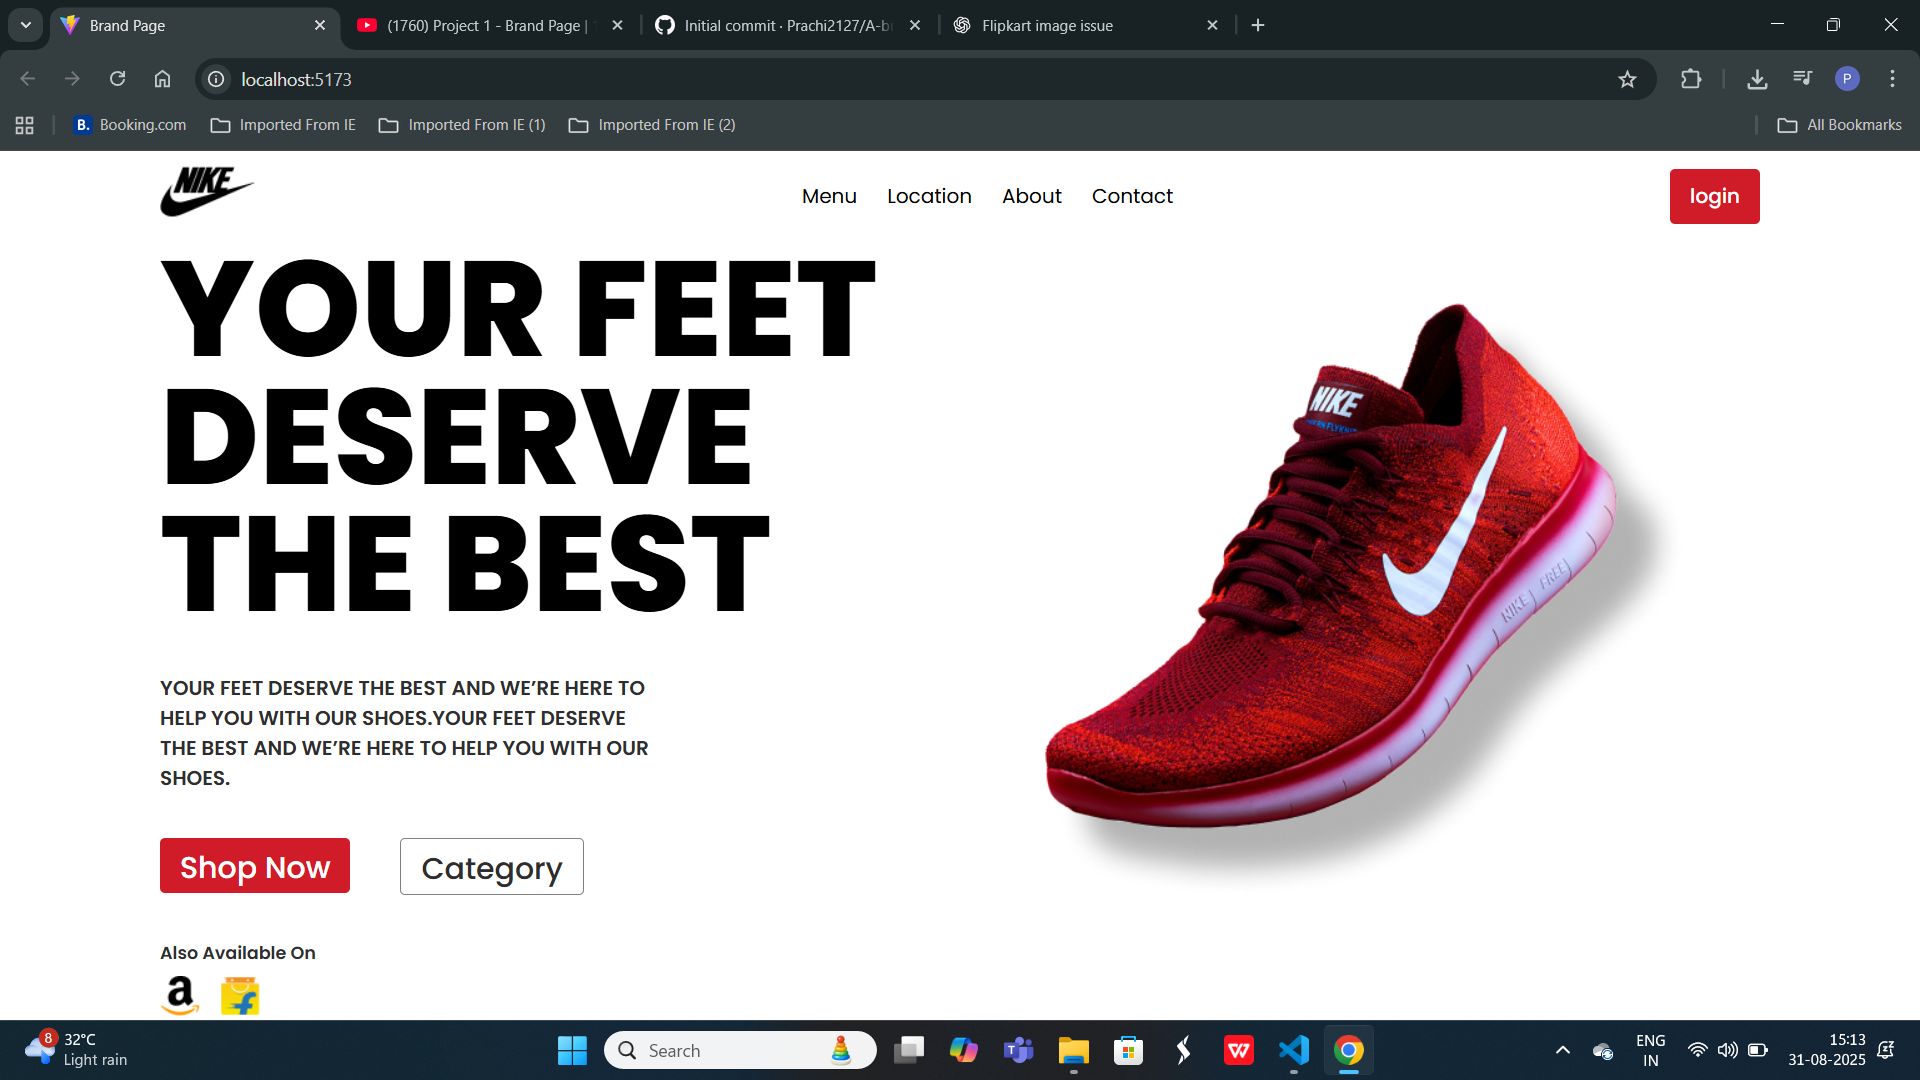 Brand Page
(1760) Project 1 - Brand Page |
Initial commit · Prachi2127/A-b
Flipkart image issue
localhost:5173
P
B. Booking.com
Imported From IE
Imported From IE (1)
Imported From IE (2)
All Bookmarks
NIKE
Menu
Location
About
Contact
login
YOUR FEET
DESERVE
THE BEST
NIKE
NIKE FREE
YOUR FEET DESERVE THE BEST AND WE’RE HERE TO
HELP YOU WITH OUR SHOES.YOUR FEET DESERVE
THE BEST AND WE’RE HERE TO HELP YOU WITH OUR
SHOES.
Shop Now
Category
Also Available On
a
f
8
32°C
Light rain
Search
ENG
IN
15:13
31-08-2025